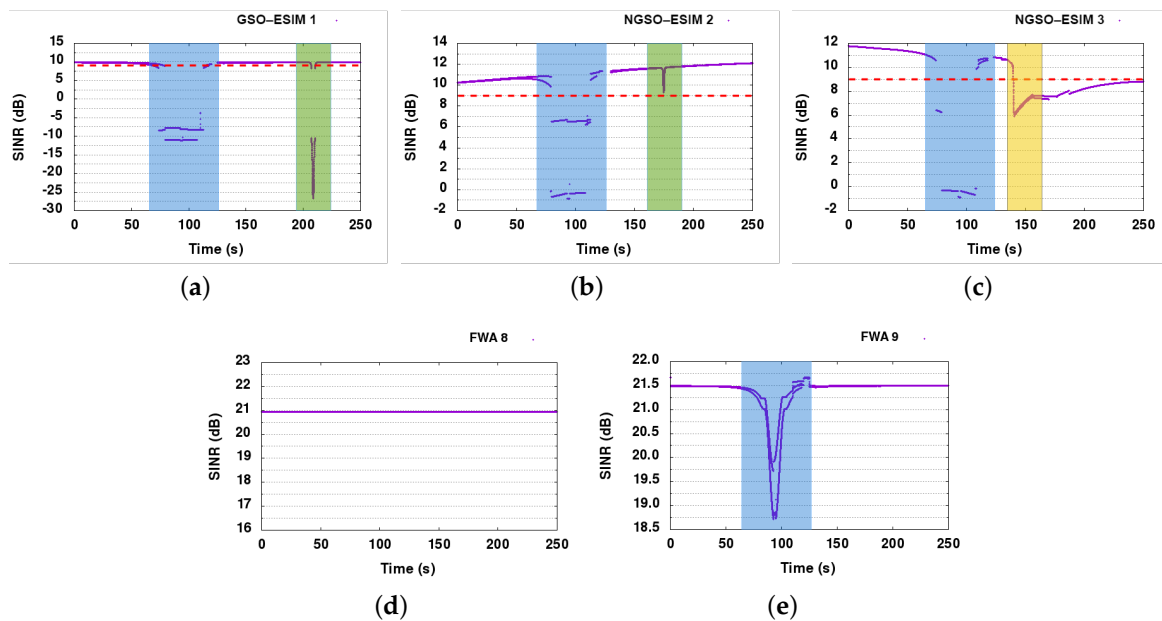 GSO–ESIM 1
15
10
5
0
-5
-10
-15
-20
-25
-30
SINR (dB)
0 50 100 150 200 250
Time (s)
(a)
NGSO–ESIM 2
14
12
10
8
6
4
2
0
-2
SINR (dB)
0 50 100 150 200 250
Time (s)
(b)
NGSO–ESIM 3
12
10
8
6
4
2
0
-2
SINR (dB)
0 50 100 150 200 250
Time (s)
(c)
FWA 8
23
22
21
20
19
18
17
16
SINR (dB)
0 50 100 150 200 250
Time (s)
(d)
FWA 9
22.0
21.5
21.0
20.5
20.0
19.5
19.0
18.5
SINR (dB)
0 50 100 150 200 250
Time (s)
(e)